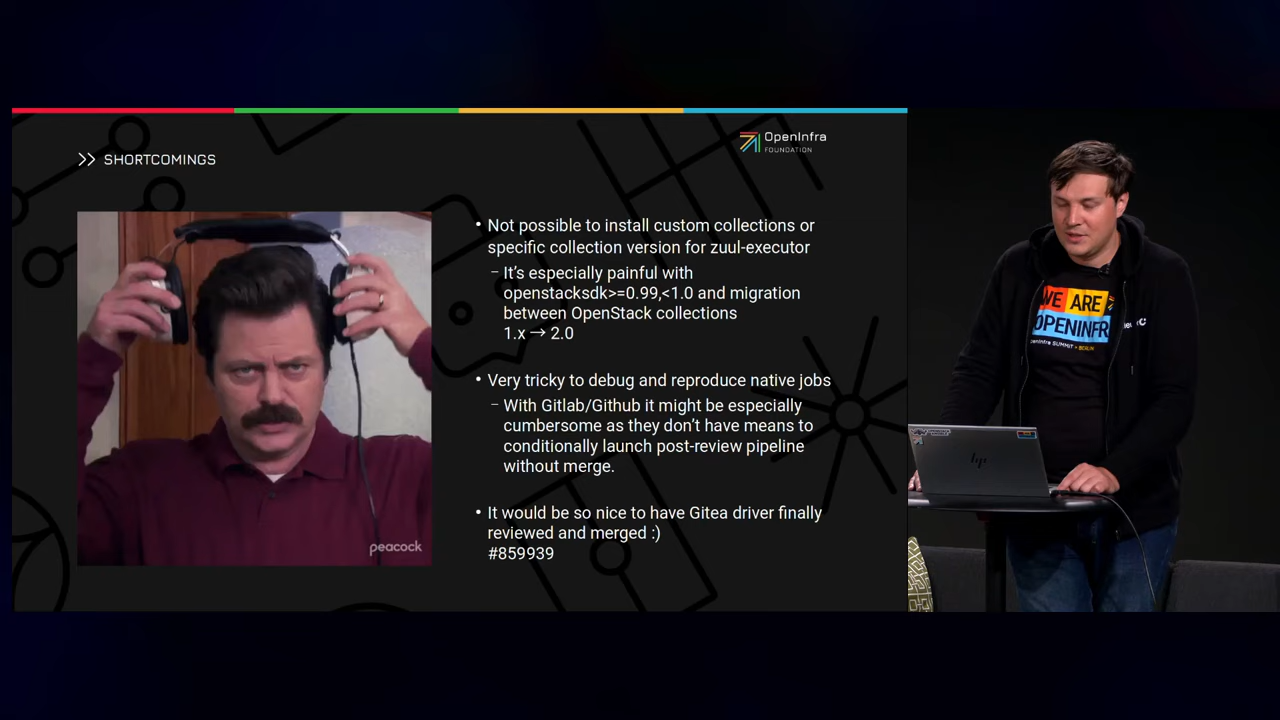 OpenInfra
FOUNDATION
SHORTCOMINGS
• Not possible to install custom collections or
specific collection version for zuul-executor
– It’s especially painful with
openstacksdk>=0.99,<1.0 and migration
between OpenStack collections
1.x → 2.0
• Very tricky to debug and reproduce native jobs
– With Gitlab/Github it might be especially
cumbersome as they don’t have means to
conditionally launch post-review pipeline
without merge.
• It would be so nice to have Gitea driver finally
reviewed and merged :)
#859939
peacock
WE ARE
OPENINFR
OpenInfra SUMMIT + BERLIN
hp